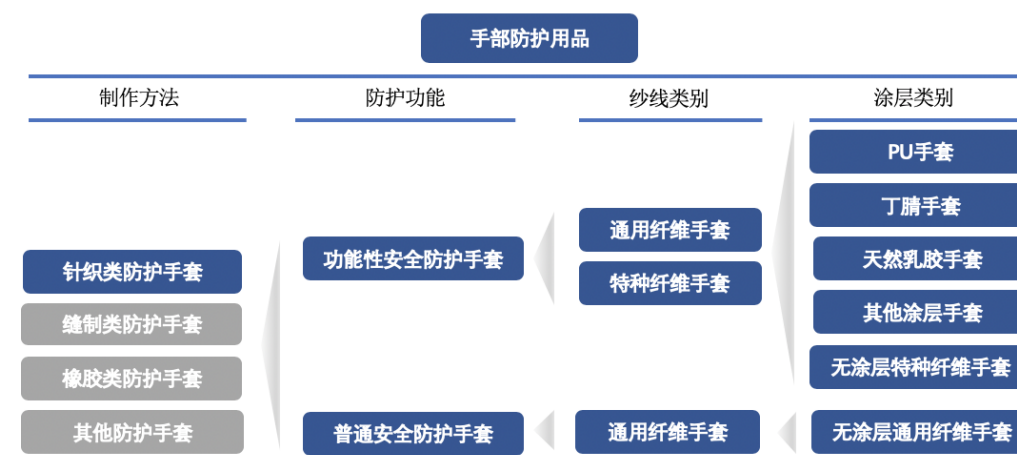 手部防护用品
制作方法
防护功能
纱线类别
涂层类别
PU手套
丁腈手套
通用纤维手套
功能性安全防护手套
天然乳胶手套
针织类防护手套
特种纤维手套
其他涂层手套
缝制类防护手套
无涂层特种纤维手套
橡胶类防护手套
其他防护手套
普通安全防护手套
通用纤维手套
无涂层通用纤维手套